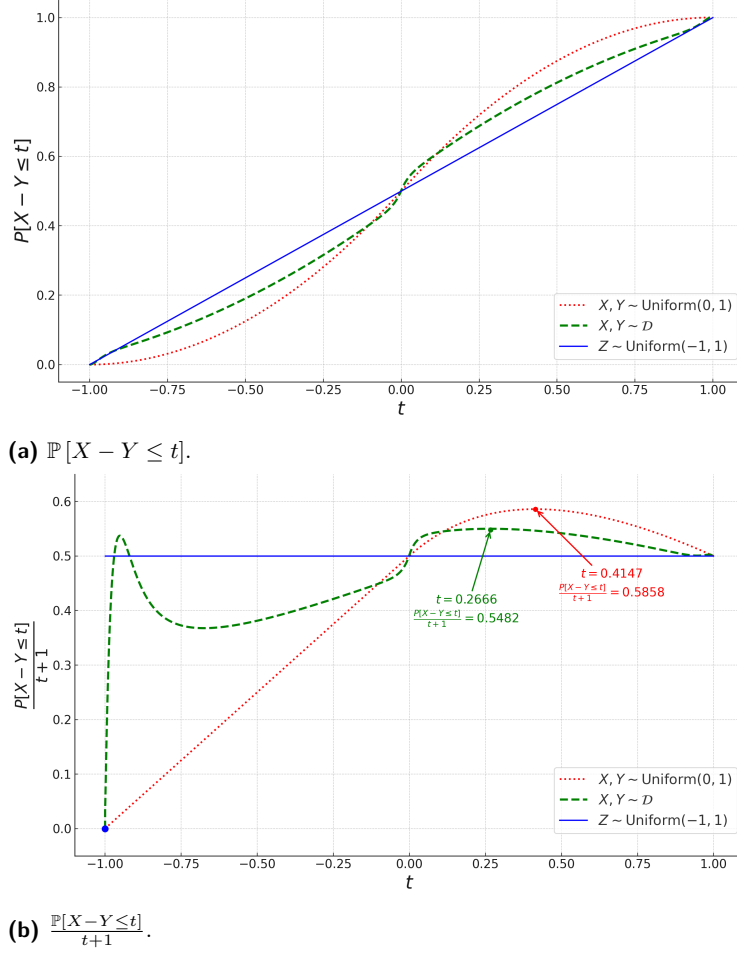 1.0
0.8
0.6
0.4
0.2
0.0
P[X − Y ≤ t]
X, Y ~ Uniform(0, 1)
X, Y ~ 𝒟
Z ~ Uniform(−1, 1)
−1.00 −0.75 −0.50 −0.25 0.00 0.25 0.50 0.75 1.00
t
(a) ℙ [X − Y ≤ t].
0.6
0.5
0.4
0.3
0.2
0.1
0.0
P[X − Y ≤ t]
t + 1
t = 0.4147
P[X−Y≤t]/t+1 = 0.5858
t = 0.2666
P[X−Y≤t]/t+1 = 0.5482
X, Y ~ Uniform(0, 1)
X, Y ~ 𝒟
Z ~ Uniform(−1, 1)
−1.00 −0.75 −0.50 −0.25 0.00 0.25 0.50 0.75 1.00
t
(b) ℙ[X−Y≤t]/t+1.